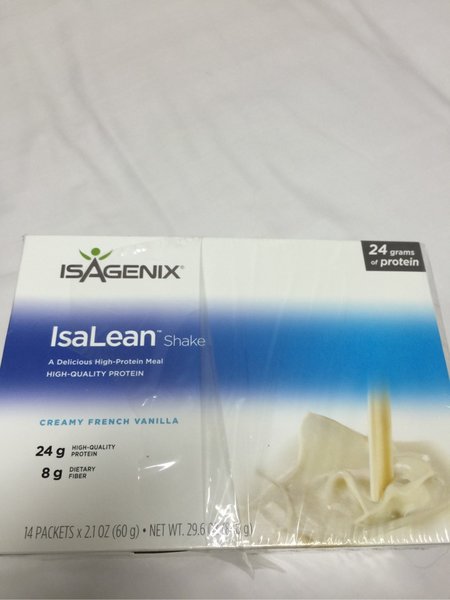 ISAGENIX®
24 grams
of protein
IsaLean™ Shake
A Delicious High-Protein Meal
HIGH-QUALITY PROTEIN
CREAMY FRENCH VANILLA
24 g HIGH-QUALITY
PROTEIN
8 g DIETARY
FIBER
14 PACKETS x 2.1 OZ (60 g) • NET WT. 29.6